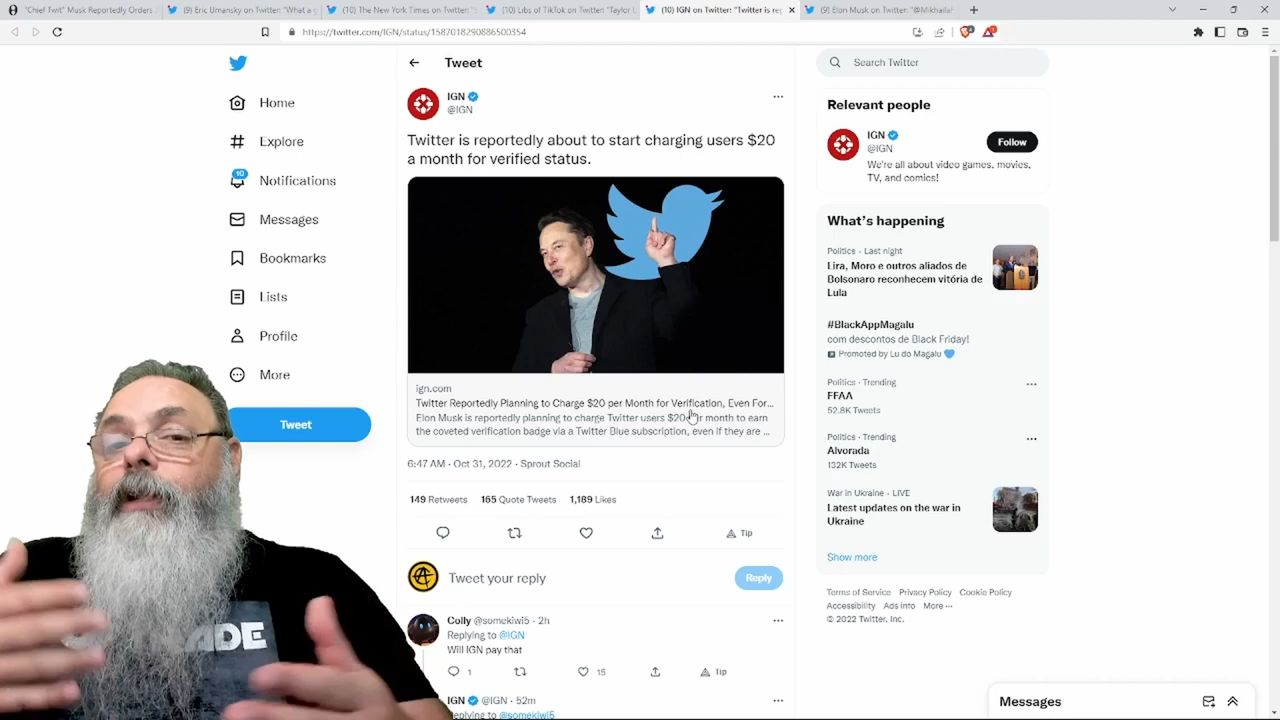 "Chief Twit" Musk Reportedly Orders
(9) Eric Umansky on Twitter: "What a
(10) The New York Times on Twitter: "
(10) Libs of TikTok on Twitter: "Taylor
(10) IGN on Twitter: "Twitter is rep
(9) Elon Musk on Twitter: "@Mikhaila
https://twitter.com/IGN/status/1587018290886500354
Home
Explore
10
Notifications
Messages
Bookmarks
Lists
Profile
More
Tweet
Tweet
IGN
@IGN
Twitter is reportedly about to start charging users $20
a month for verified status.
ign.com
Twitter Reportedly Planning to Charge $20 per Month for Verification, Even For...
Elon Musk is reportedly planning to charge Twitter users $20 month to earn
the coveted verification badge via a Twitter Blue subscription, even if they are ...
6:47 AM · Oct 31, 2022 · Sprout Social
149 Retweets 165 Quote Tweets 1,189 Likes
Tip
Tweet your reply
Reply
Colly @somekiwi5 · 2h
Replying to @IGN
Will IGN pay that
1 15 Tip
IGN @IGN · 52m
Replying to @somekiwi5
Search Twitter
Relevant people
IGN
@IGN
Follow
We're all about video games, movies,
TV, and comics!
What's happening
Politics · Last night
Lira, Moro e outros aliados de
Bolsonaro reconhecem vitória de
Lula
#BlackAppMagalu
com descontos de Black Friday!
Promoted by Lu do Magalu
Politics · Trending
FFAA
52.8K Tweets
Politics · Trending
Alvorada
132K Tweets
War in Ukraine · LIVE
Latest updates on the war in
Ukraine
Show more
Terms of Service Privacy Policy Cookie Policy
Accessibility Ads info More ···
© 2022 Twitter, Inc.
Messages